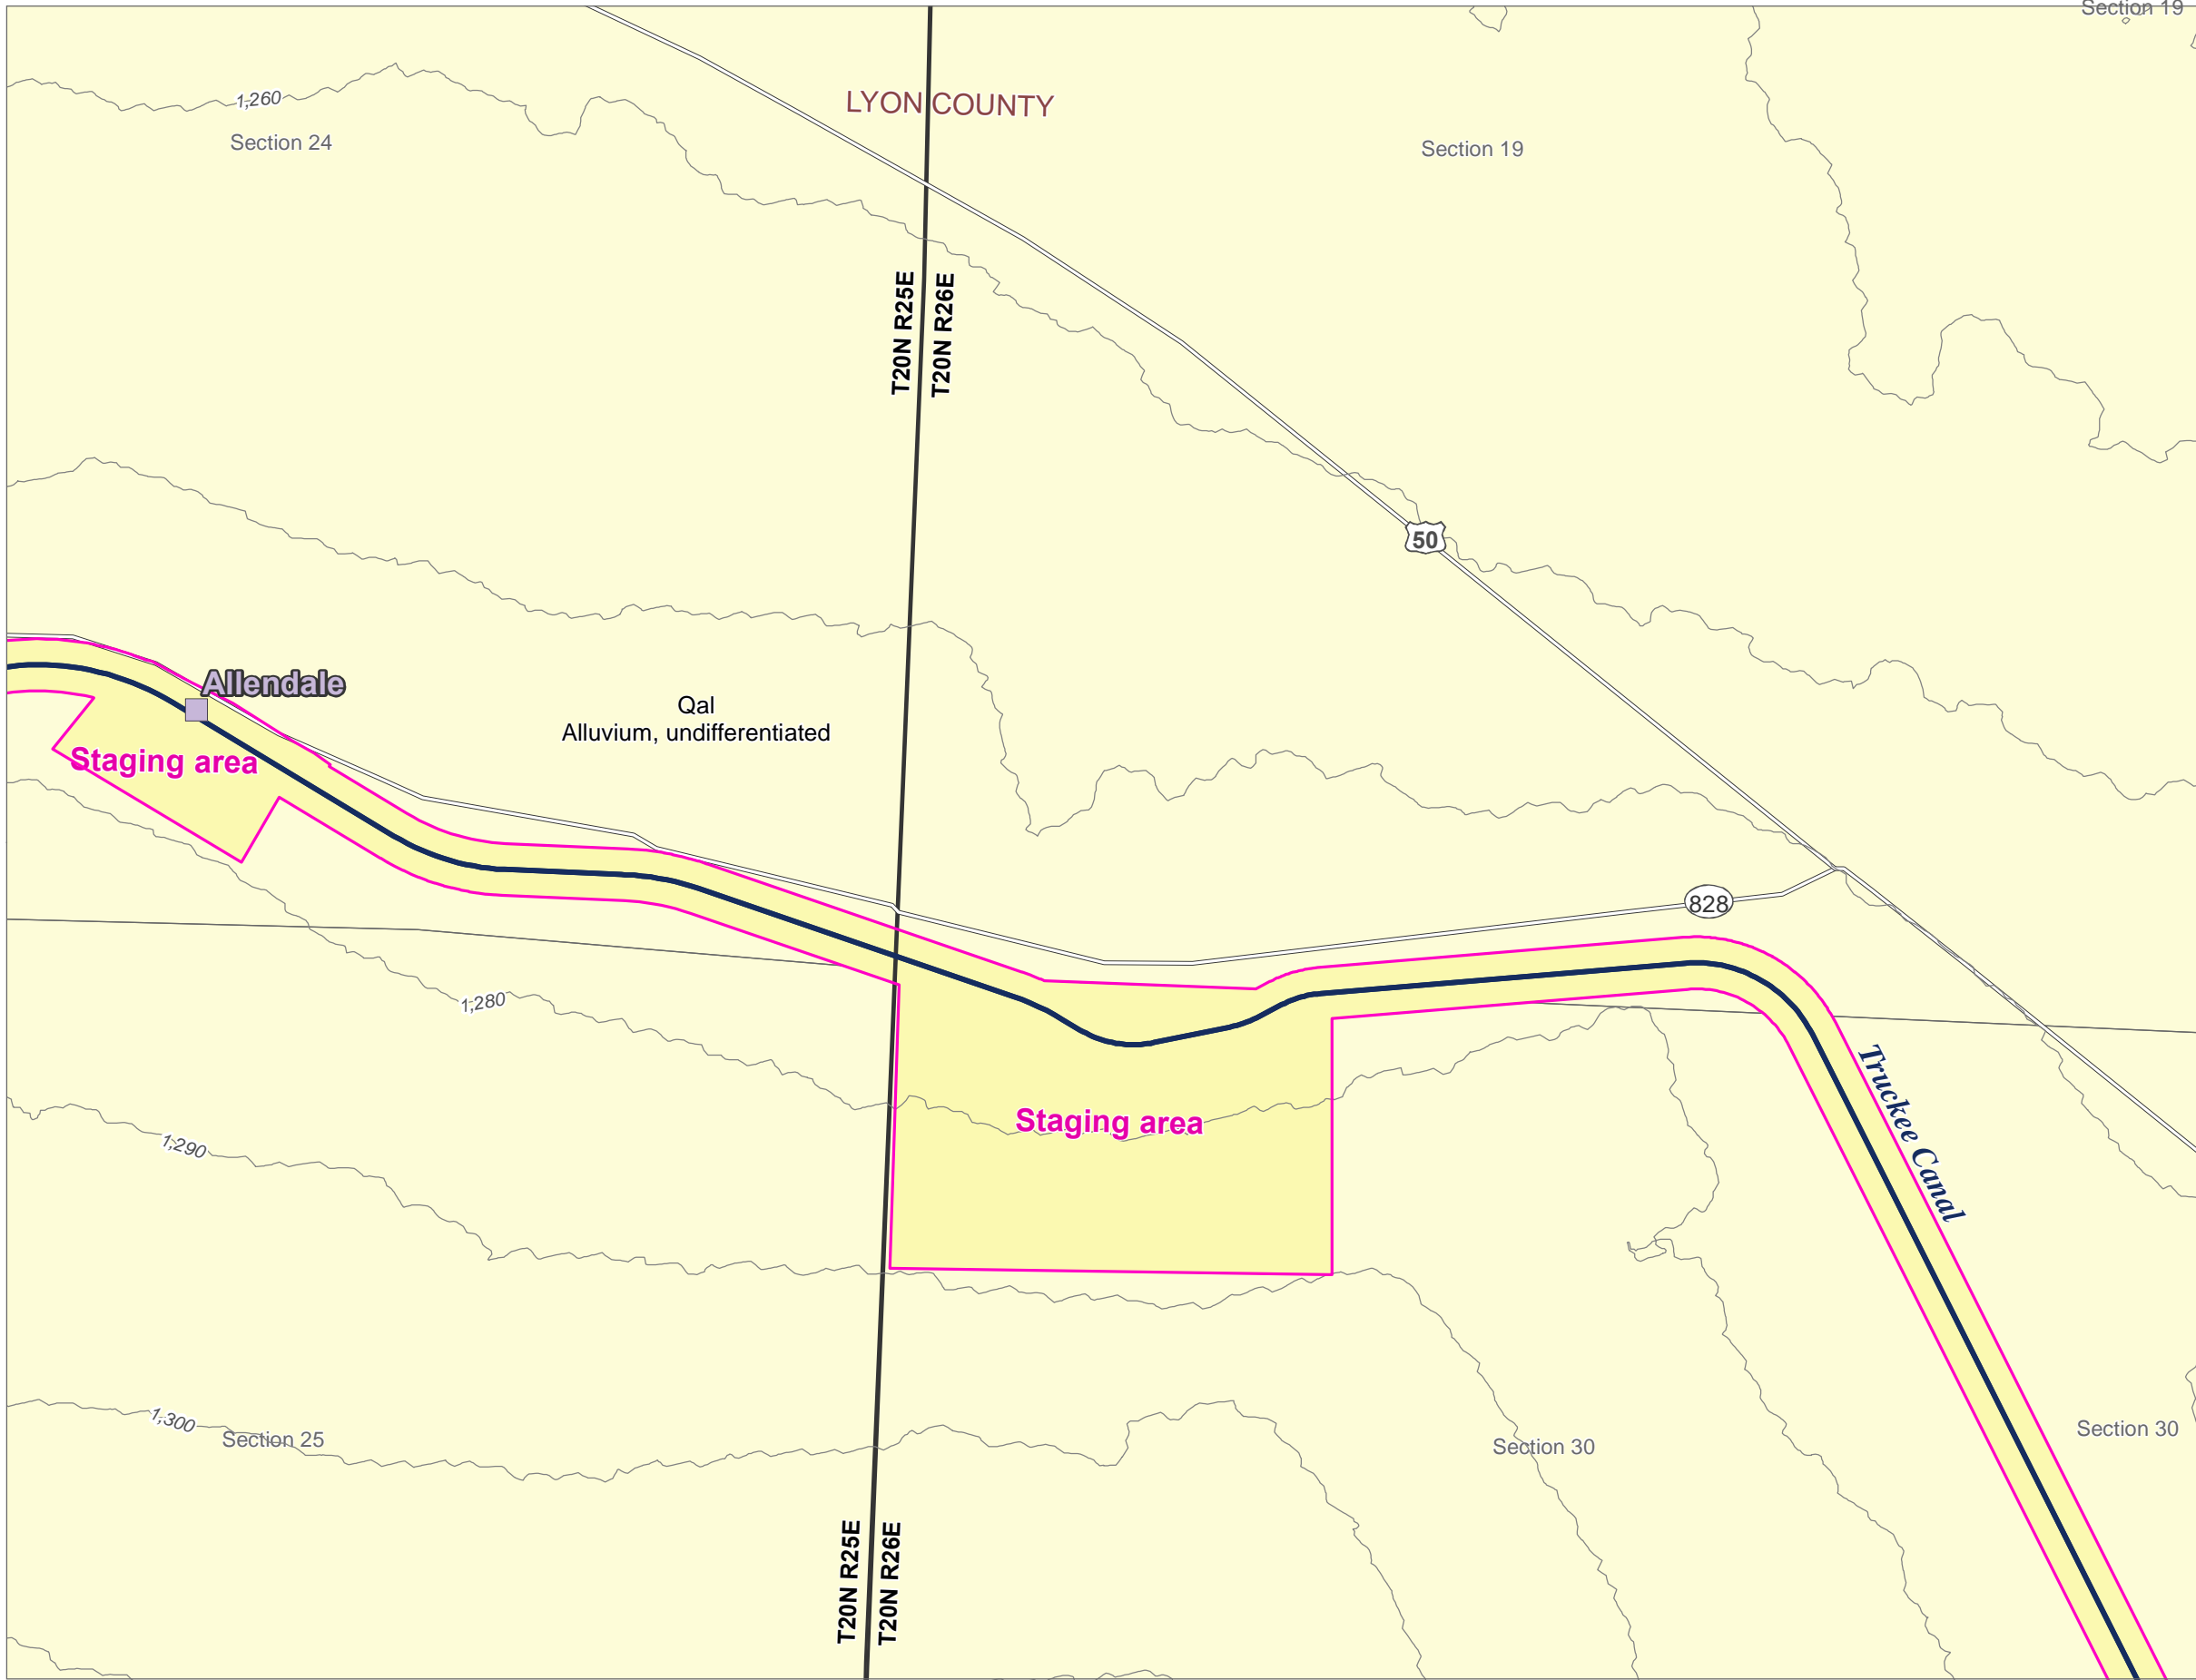 Section 19
1,260
LYON COUNTY
Section 24
Section 19
T20N R25E
T20N R26E
50
Allendale
Qal
Alluvium, undifferentiated
Staging area
828
1,280
Truckee Canal
Staging area
1,290
1,300
Section 25
Section 30
Section 30
T20N R25E
T20N R26E